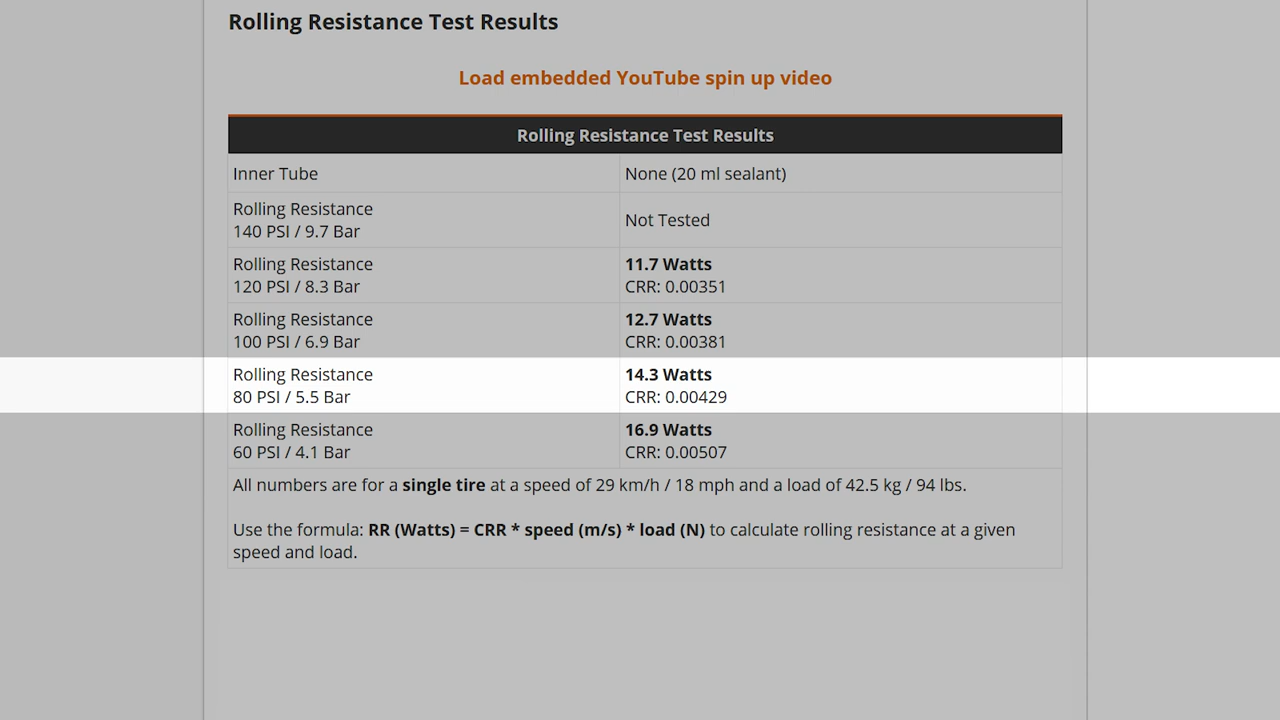 Rolling Resistance Test Results
Load embedded YouTube spin up video
Rolling Resistance Test Results
Inner Tube
None (20 ml sealant)
Rolling Resistance
140 PSI / 9.7 Bar
Not Tested
Rolling Resistance
120 PSI / 8.3 Bar
11.7 Watts
CRR: 0.00351
Rolling Resistance
100 PSI / 6.9 Bar
12.7 Watts
CRR: 0.00381
Rolling Resistance
80 PSI / 5.5 Bar
14.3 Watts
CRR: 0.00429
Rolling Resistance
60 PSI / 4.1 Bar
16.9 Watts
CRR: 0.00507
All numbers are for a single tire at a speed of 29 km/h / 18 mph and a load of 42.5 kg / 94 lbs.
Use the formula: RR (Watts) = CRR * speed (m/s) * load (N) to calculate rolling resistance at a given
speed and load.